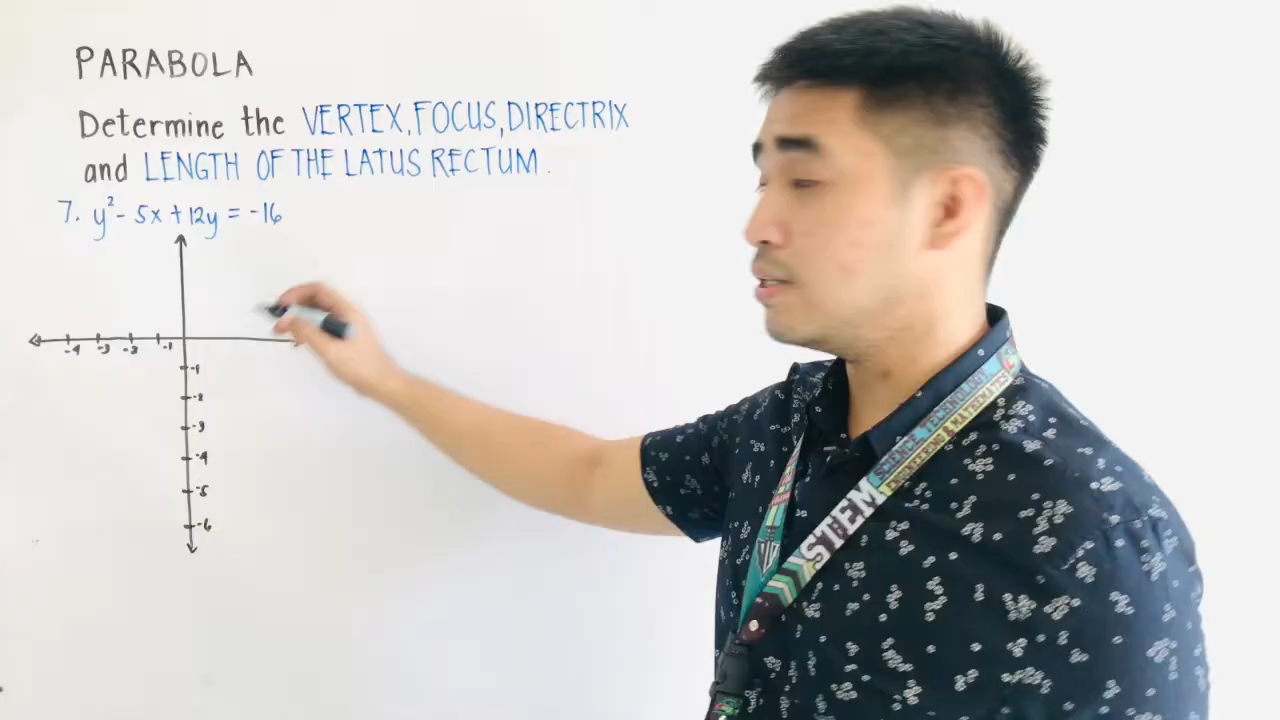 PARABOLA
Determine the VERTEX, FOCUS, DIRECTRIX
and LENGTH OF THE LATUS RECTUM.
7. y² - 5x + 12y = -16
-4 -3 -2 -1
-1
-2
-3
-4
-5
-6
SCIENCE, TECHNOLOGY,
ENGINEERING & MATHEMATICS
STEM